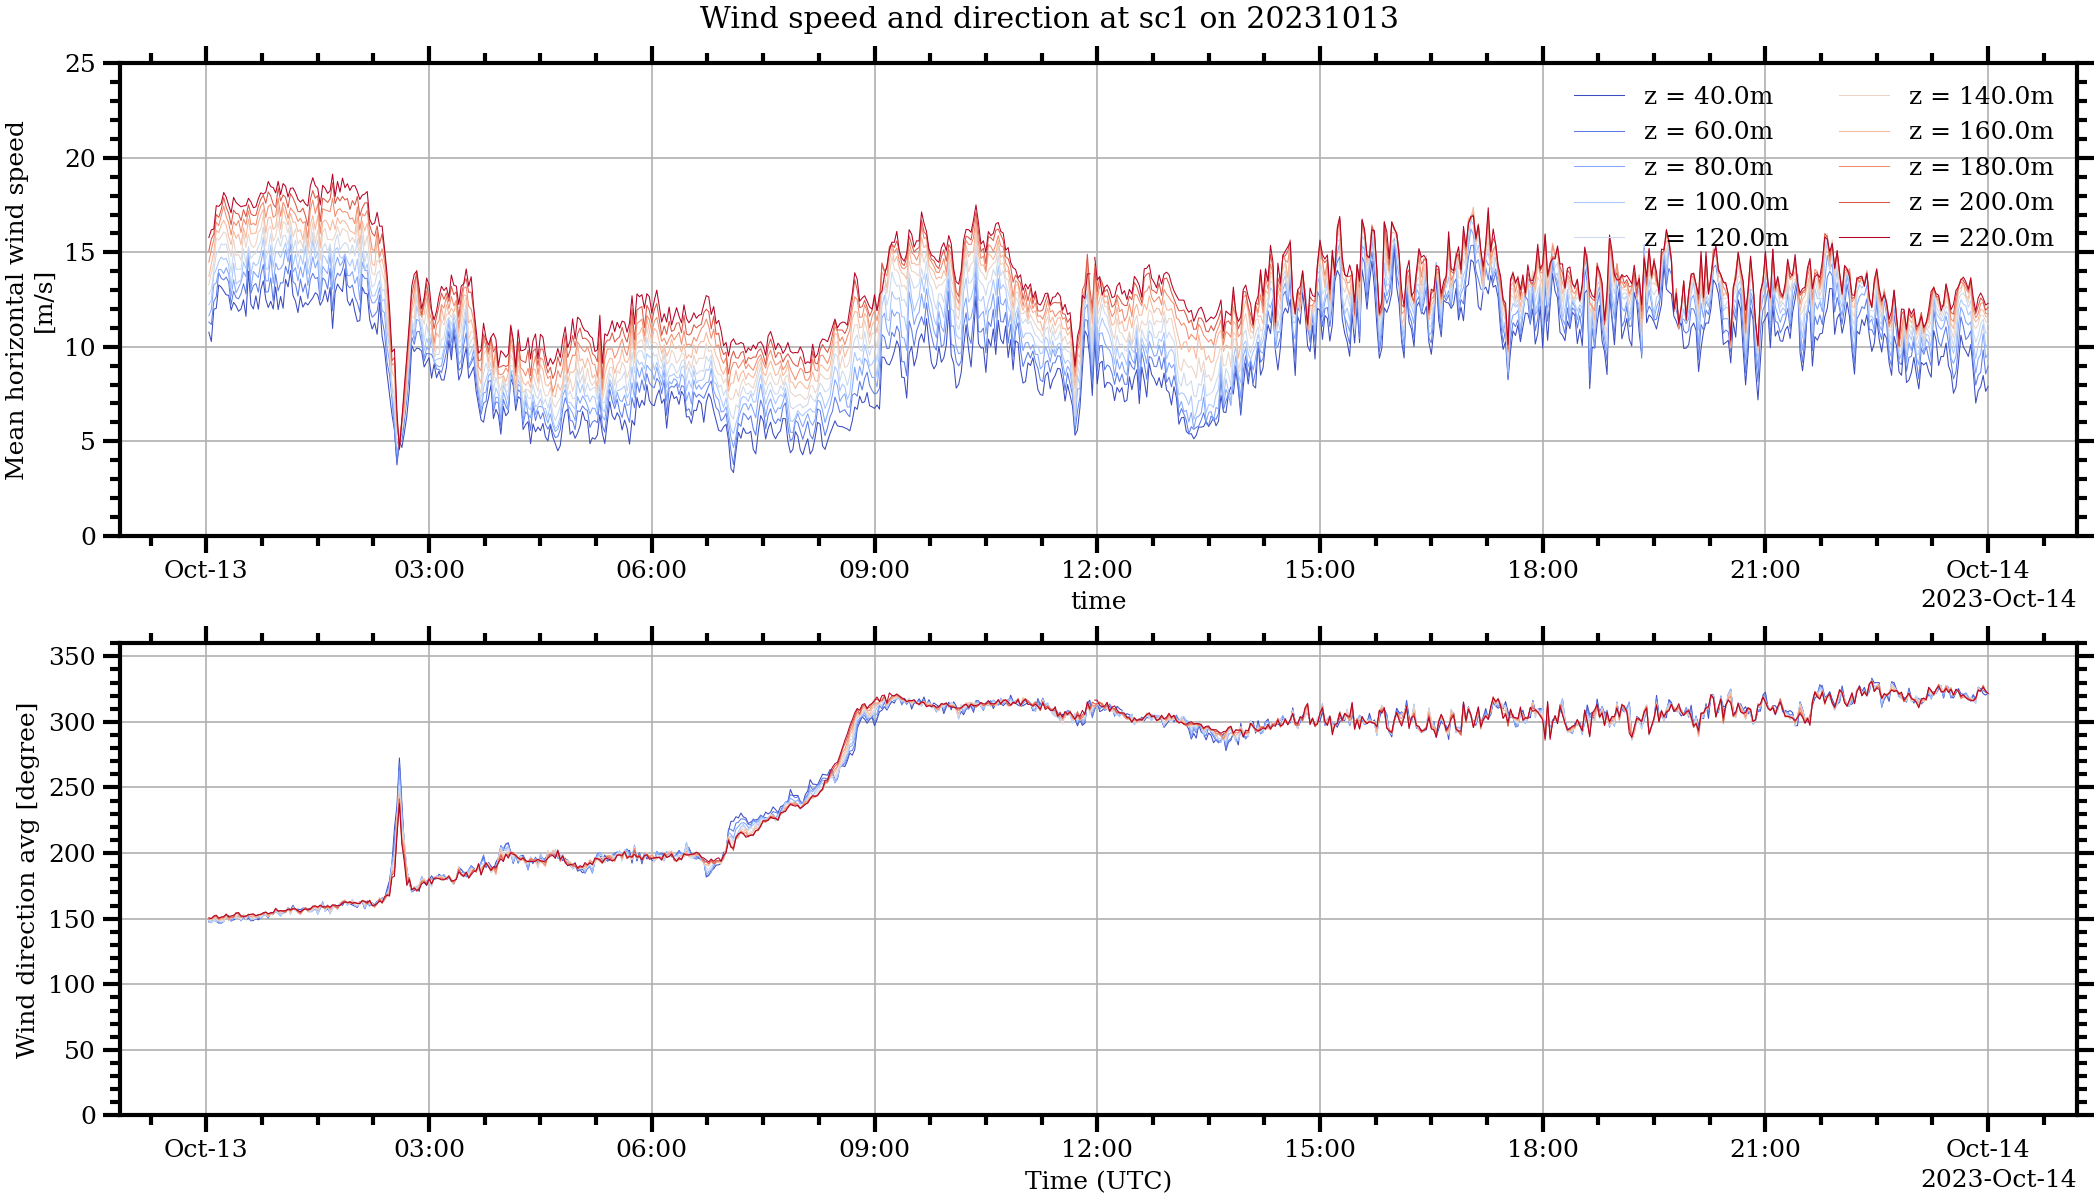 Wind speed and direction at sc1 on 20231013
Mean horizontal wind speed
[m/s]
25
20
15
10
5
0
z = 40.0m
z = 60.0m
z = 80.0m
z = 100.0m
z = 120.0m
z = 140.0m
z = 160.0m
z = 180.0m
z = 200.0m
z = 220.0m
Oct-13 03:00 06:00 09:00 12:00 15:00 18:00 21:00 Oct-14
time
2023-Oct-14
Wind direction avg [degree]
350
300
250
200
150
100
50
0
Oct-13 03:00 06:00 09:00 12:00 15:00 18:00 21:00 Oct-14
Time (UTC)
2023-Oct-14